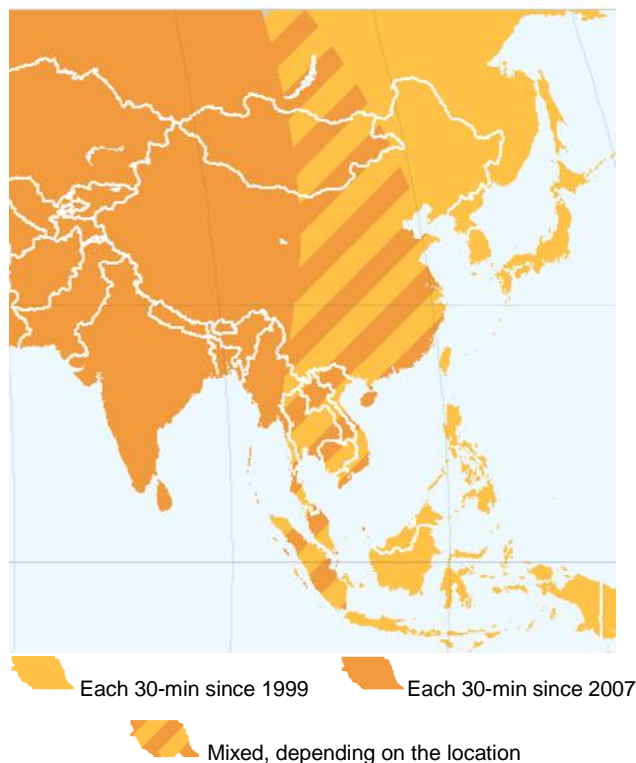 Each 30-min since 1999
Each 30-min since 2007
Mixed, depending on the location